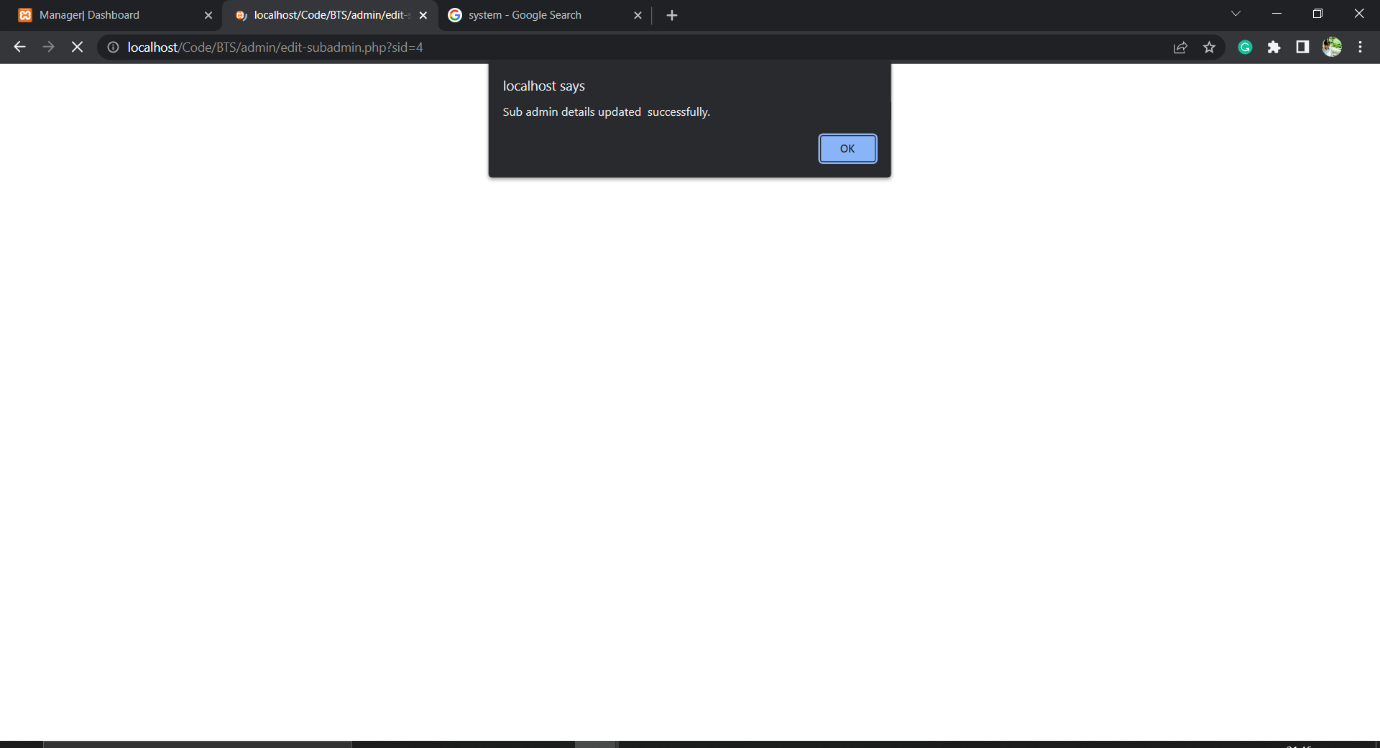 Manager| Dashboard
localhost/Code/BTS/admin/edit-s
system - Google Search
localhost/Code/BTS/admin/edit-subadmin.php?sid=4
localhost says
Sub admin details updated  successfully.
OK